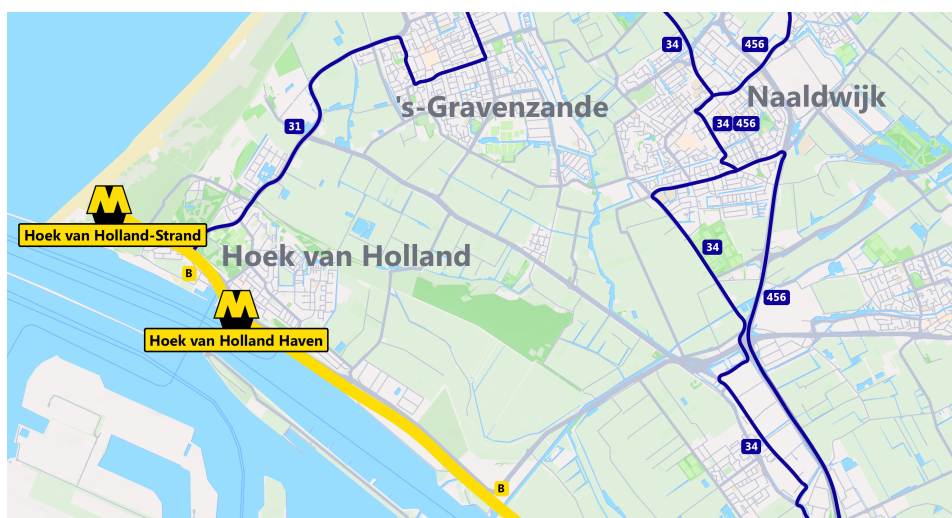 34
456
Naaldwijk
's-Gravenzande
31
34 456
M
Hoek van Holland-Strand
34
Hoek van Holland
B
456
M
Hoek van Holland Haven
34
B